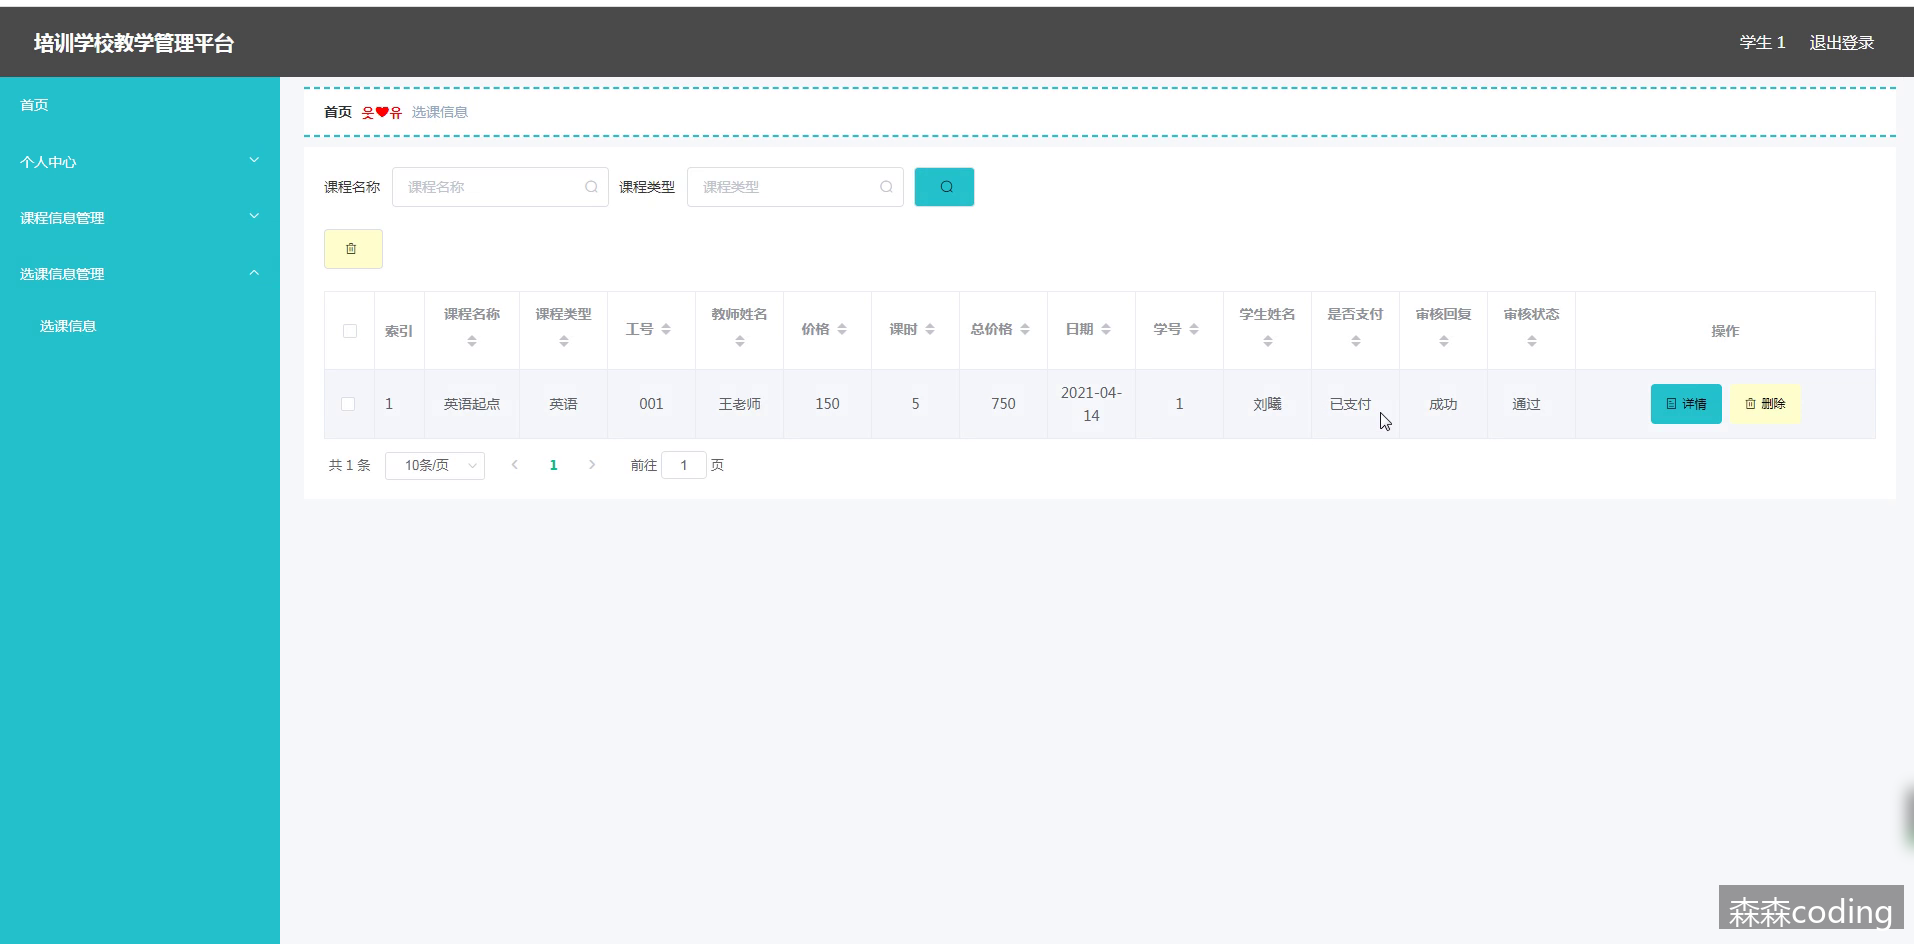 培训学校教学管理平台
学生 1 退出登录
首页
个人中心
课程信息管理
选课信息管理
选课信息
首页 웃❤유 选课信息
课程名称 课程名称 课程类型 课程类型
索引 课程名称 课程类型 工号 教师姓名 价格 课时 总价格 日期 学号 学生姓名 是否支付 审核回复 审核状态 操作
1 英语起点 英语 001 王老师 150 5 750 2021-04-14 1 刘曦 已支付 成功 通过 详情 删除
共 1 条 10条/页 1 前往 1 页
森森coding